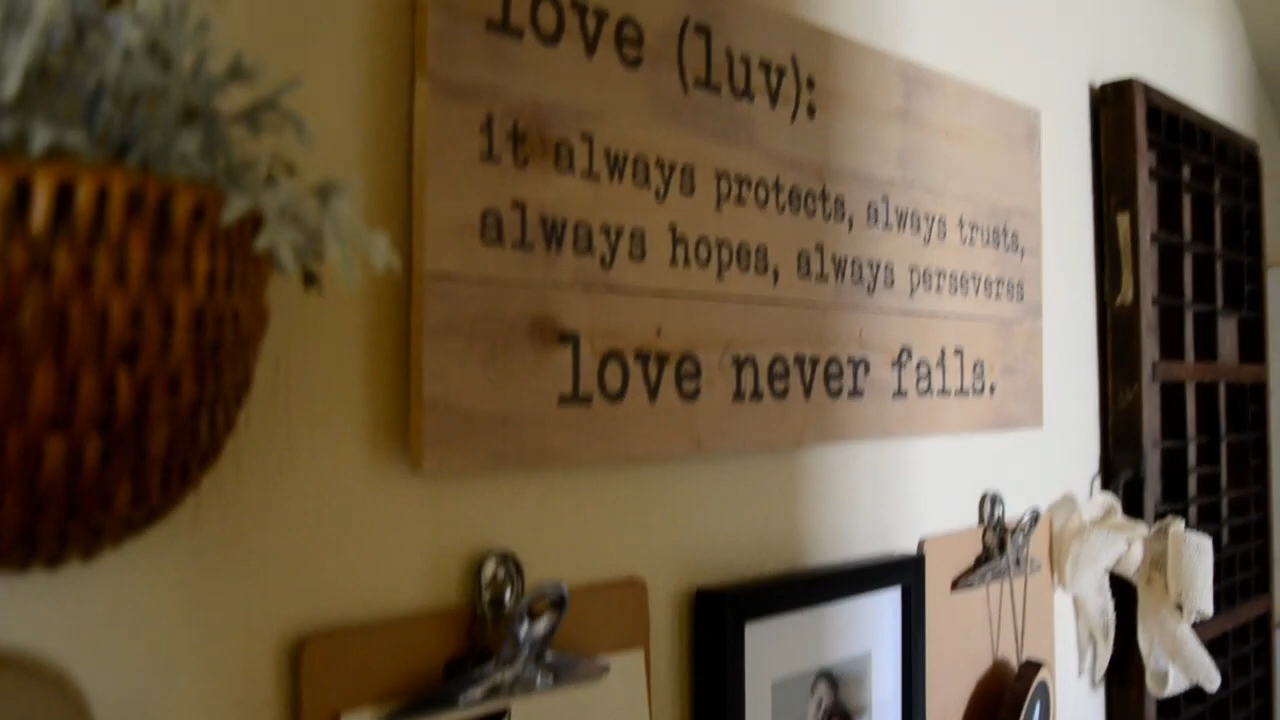 love (luv):
it always protects, always trusts,
always hopes, always perseveres
love never fails.